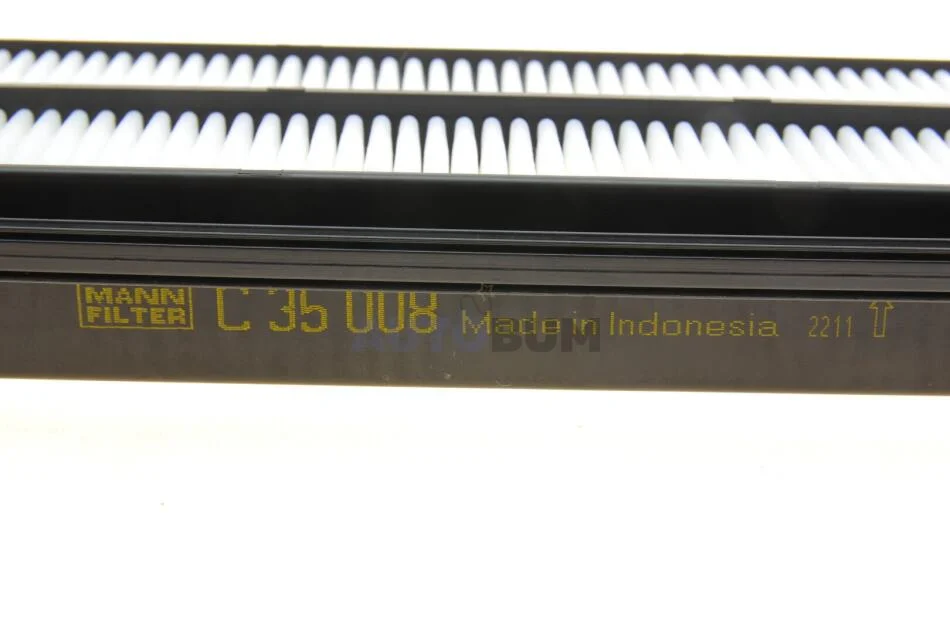 MANN
FILTER
C 35 008
Made in Indonesia
2211
AUTOBUM